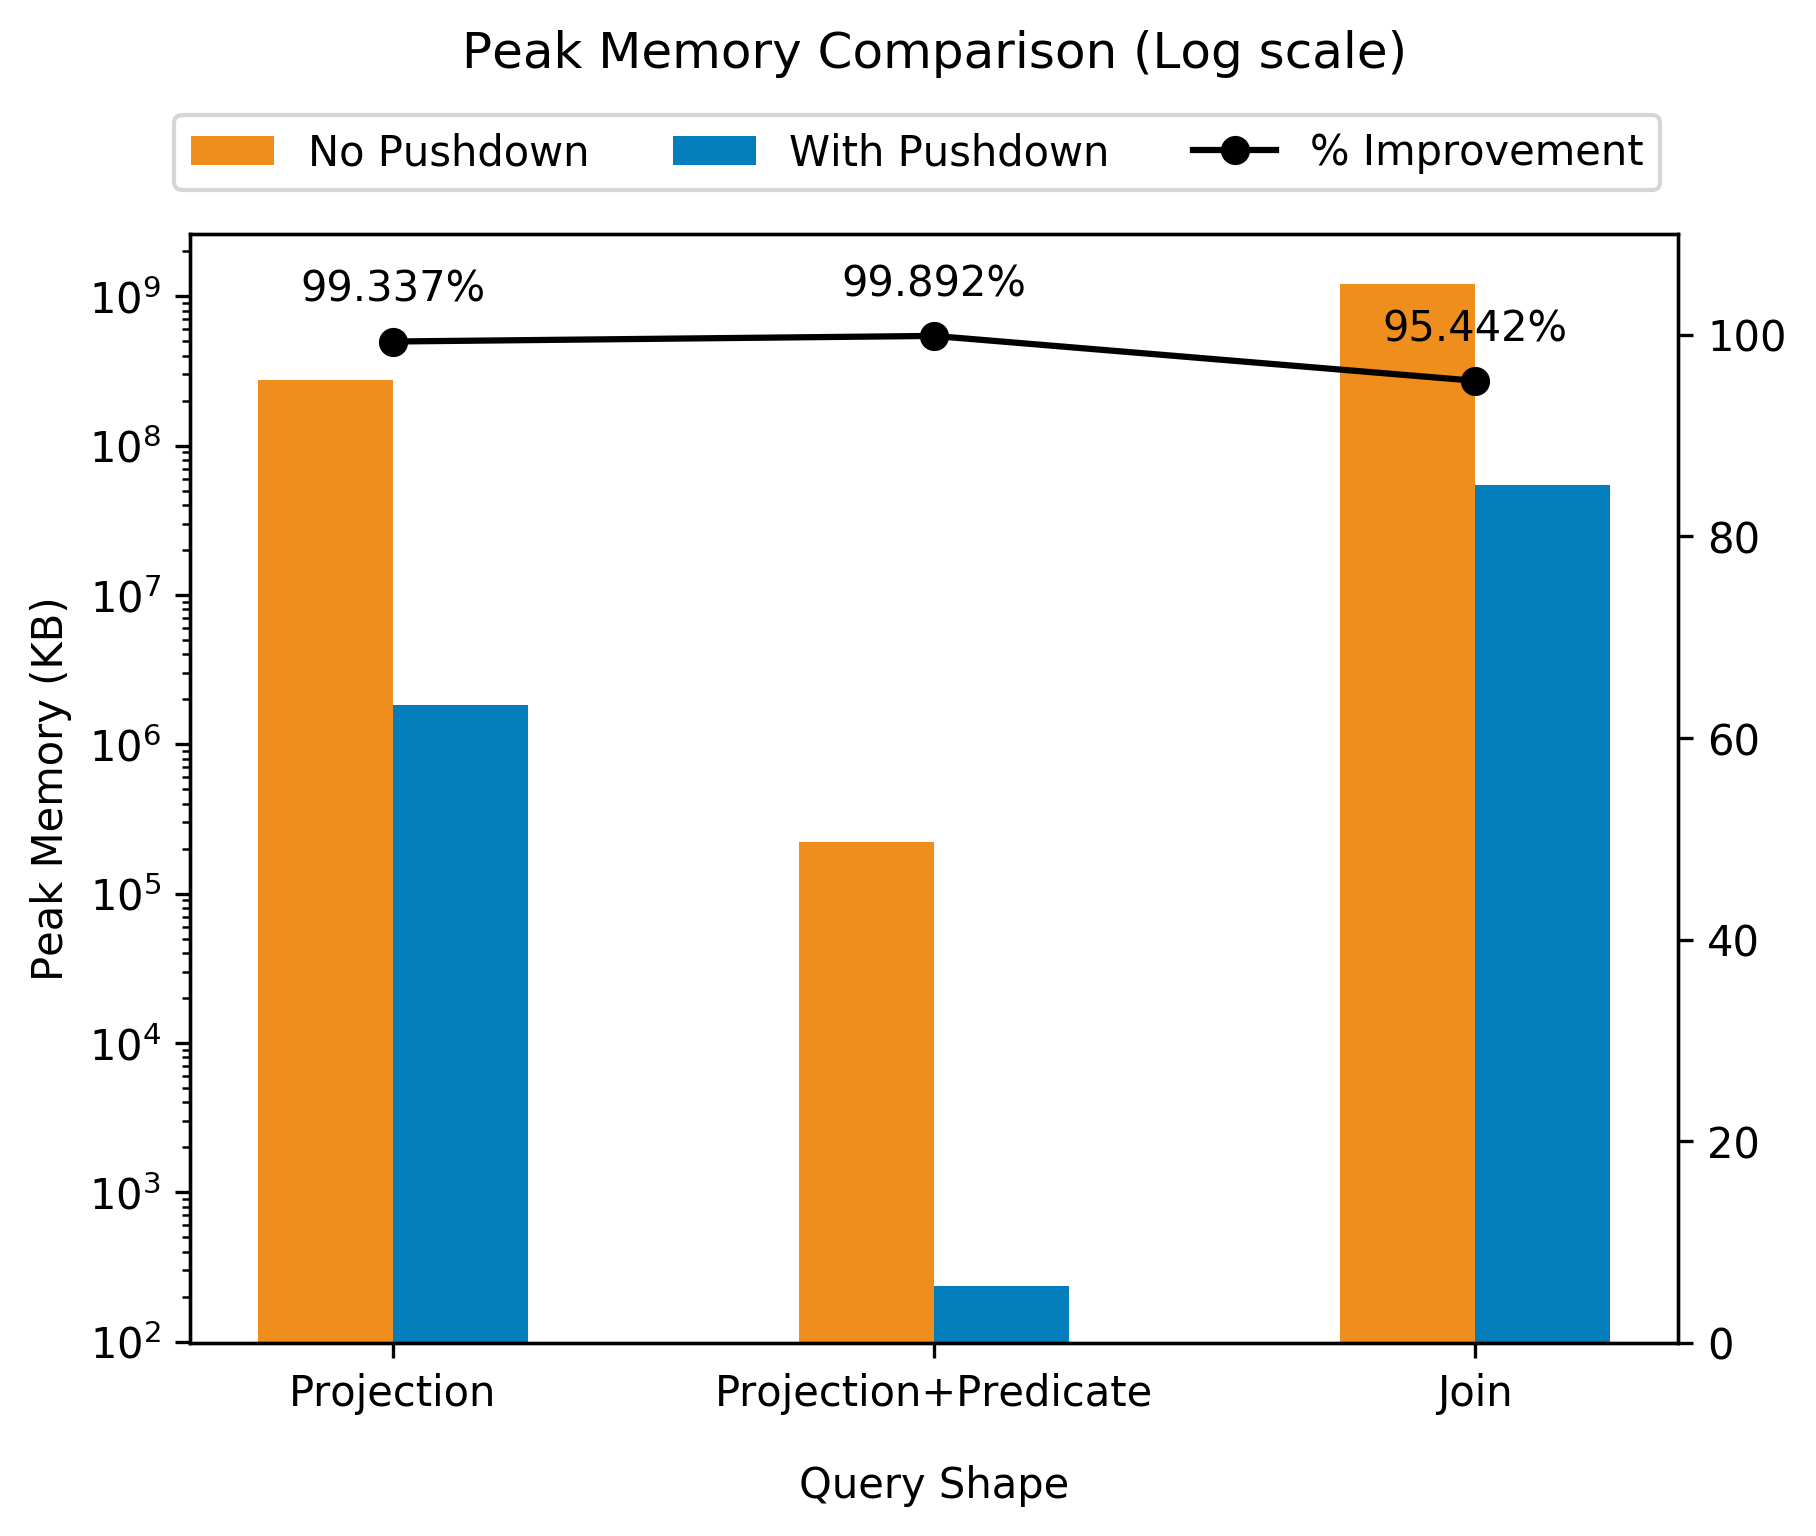 Peak Memory Comparison (Log scale)
No Pushdown
With Pushdown
% Improvement
99.337%
99.892%
95.442%
Peak Memory (KB)
10⁹
10⁸
10⁷
10⁶
10⁵
10⁴
10³
10²
100
80
60
40
20
0
Projection
Projection+Predicate
Join
Query Shape